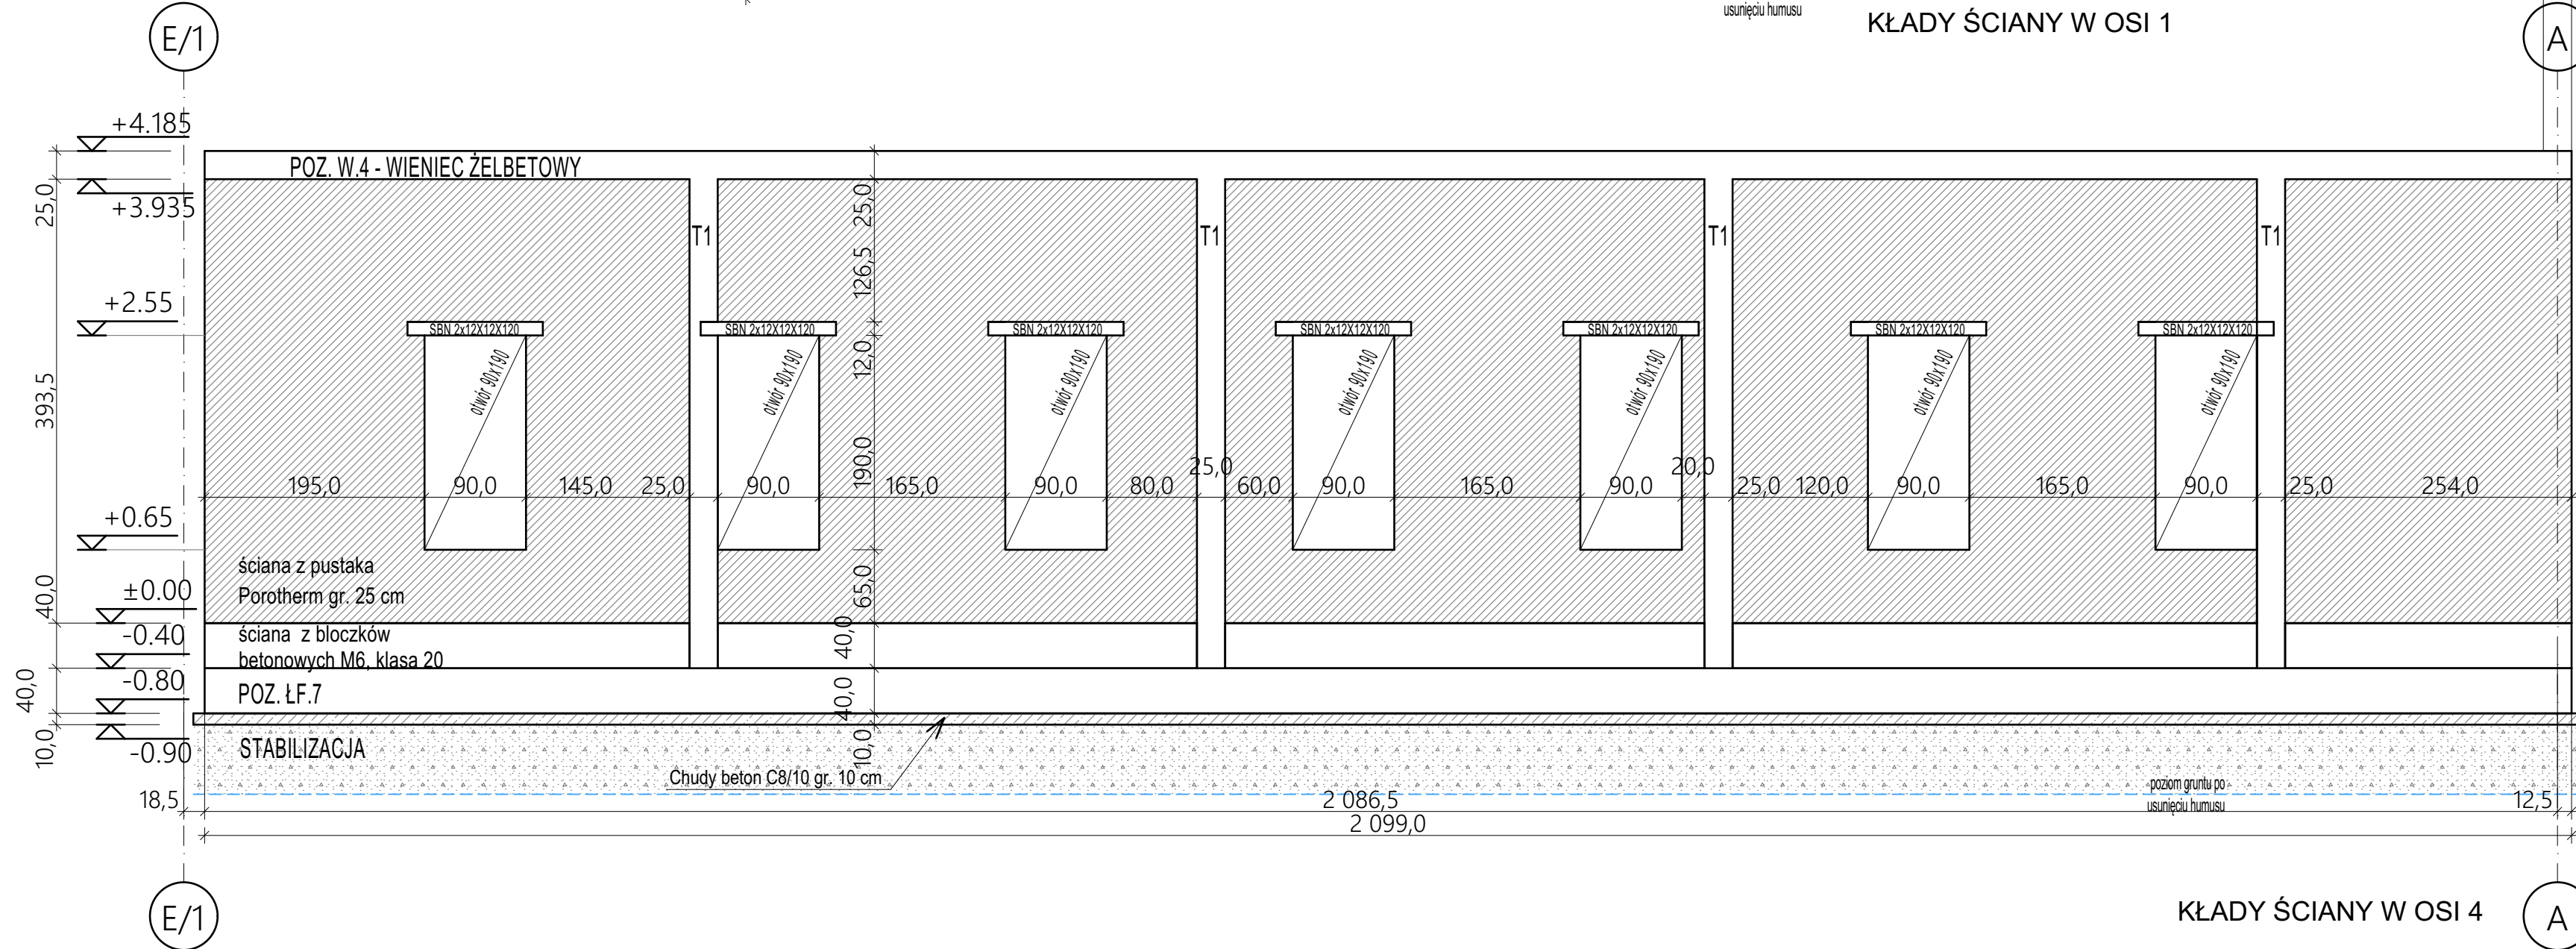 usunięciu humusu
KŁADY ŚCIANY W OSI 1
E/1
A
+4.185
POZ. W.4 - WIENIEC ŻELBETOWY
25,0
+3.935
25,0
T1
T1
T1
T1
126,5
+2.55
SBN 2x12X12X120
SBN 2x12X12X120
SBN 2x12X12X120
SBN 2x12X12X120
SBN 2x12X12X120
SBN 2x12X12X120
SBN 2x12X12X120
12,0
otwór 90x190
otwór 90x190
otwór 90x190
otwór 90x190
otwór 90x190
otwór 90x190
otwór 90x190
393,5
190,0
195,0 90,0 145,0 25,0 90,0 165,0 90,0 80,0 25,0 60,0 90,0 165,0 90,0 20,0 25,0 120,0 90,0 165,0 90,0 25,0 254,0
+0.65
ściana z pustaka
Porotherm gr. 25 cm
65,0
±0.00
40,0
-0.40
ściana z bloczków
betonowych M6, klasa 20
40,0
-0.80
40,0
POZ. ŁF.7
40,0
-0.90
10,0
STABILIZACJA
10,0
Chudy beton C8/10 gr. 10 cm
poziom gruntu po
usunięciu humusu
18,5
2 086,5
12,5
2 099,0
E/1
KŁADY ŚCIANY W OSI 4
A